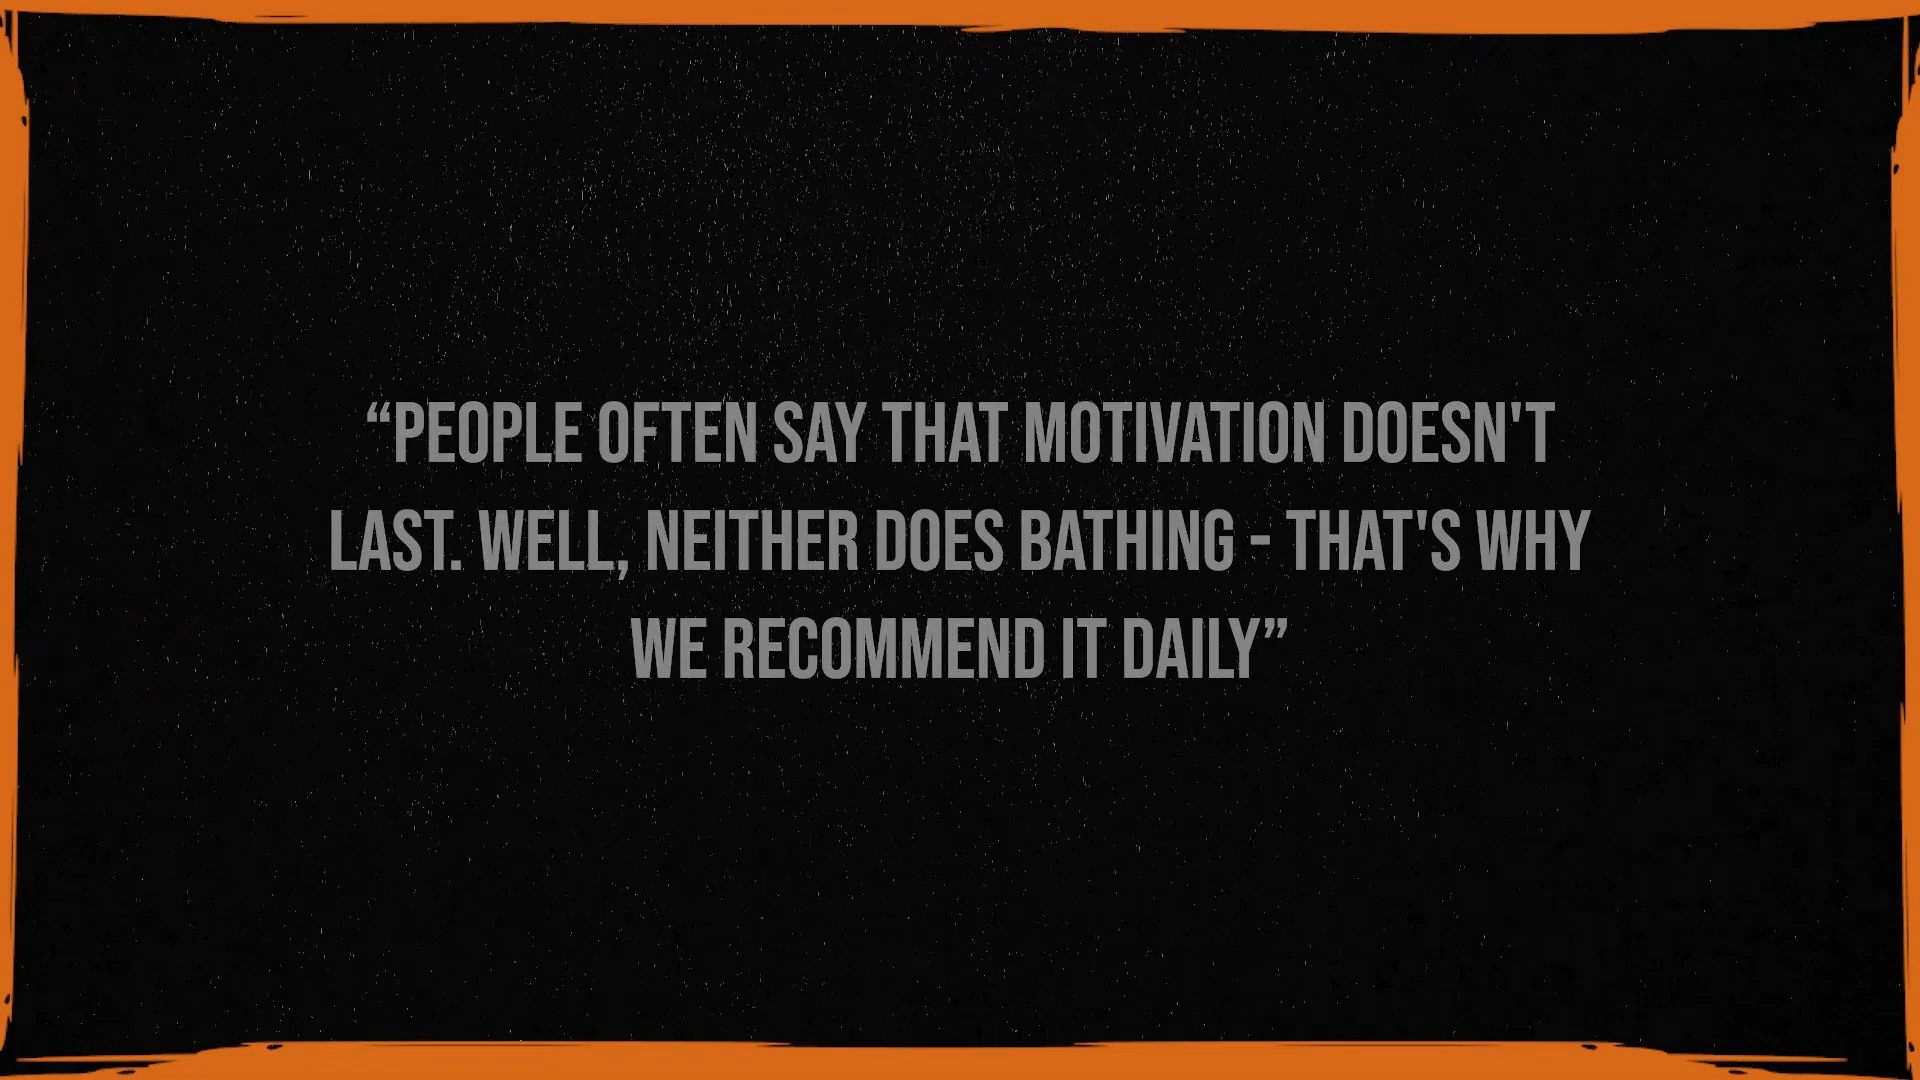 “PEOPLE OFTEN SAY THAT MOTIVATION DOESN'T
LAST. WELL, NEITHER DOES BATHING - THAT'S WHY
WE RECOMMEND IT DAILY”